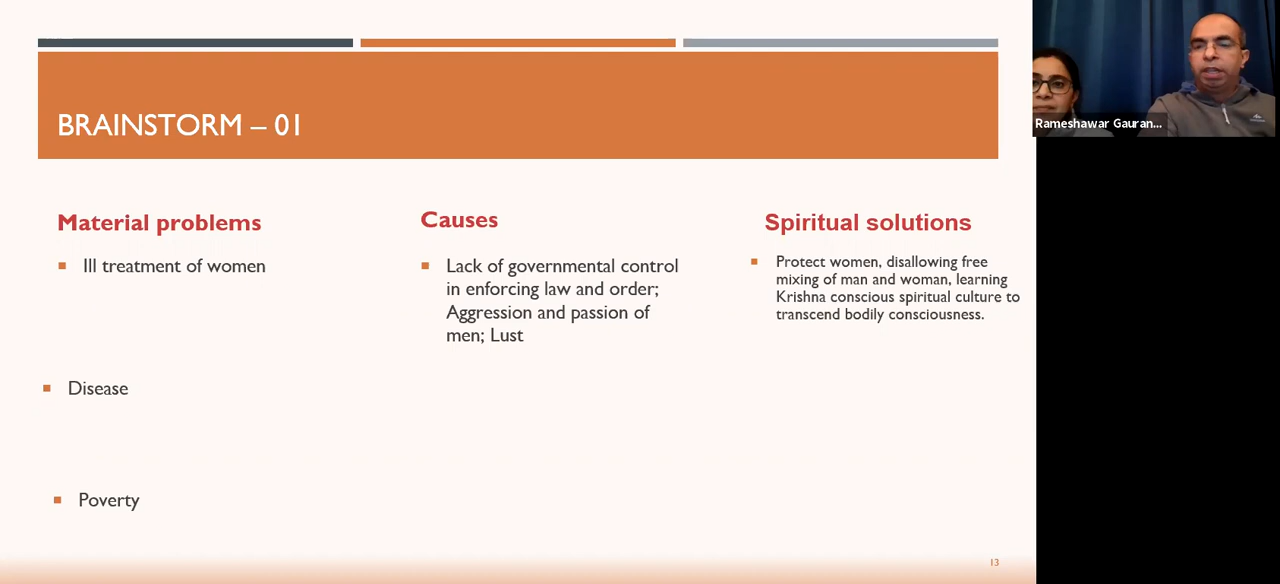 BRAINSTORM – 01
Material problems
Causes
Spiritual solutions
Ill treatment of women
Lack of governmental control
in enforcing law and order;
Aggression and passion of
men; Lust
Protect women, disallowing free
mixing of man and woman, learning
Krishna conscious spiritual culture to
transcend bodily consciousness.
Disease
Poverty
13
Rameshawar Gauran...